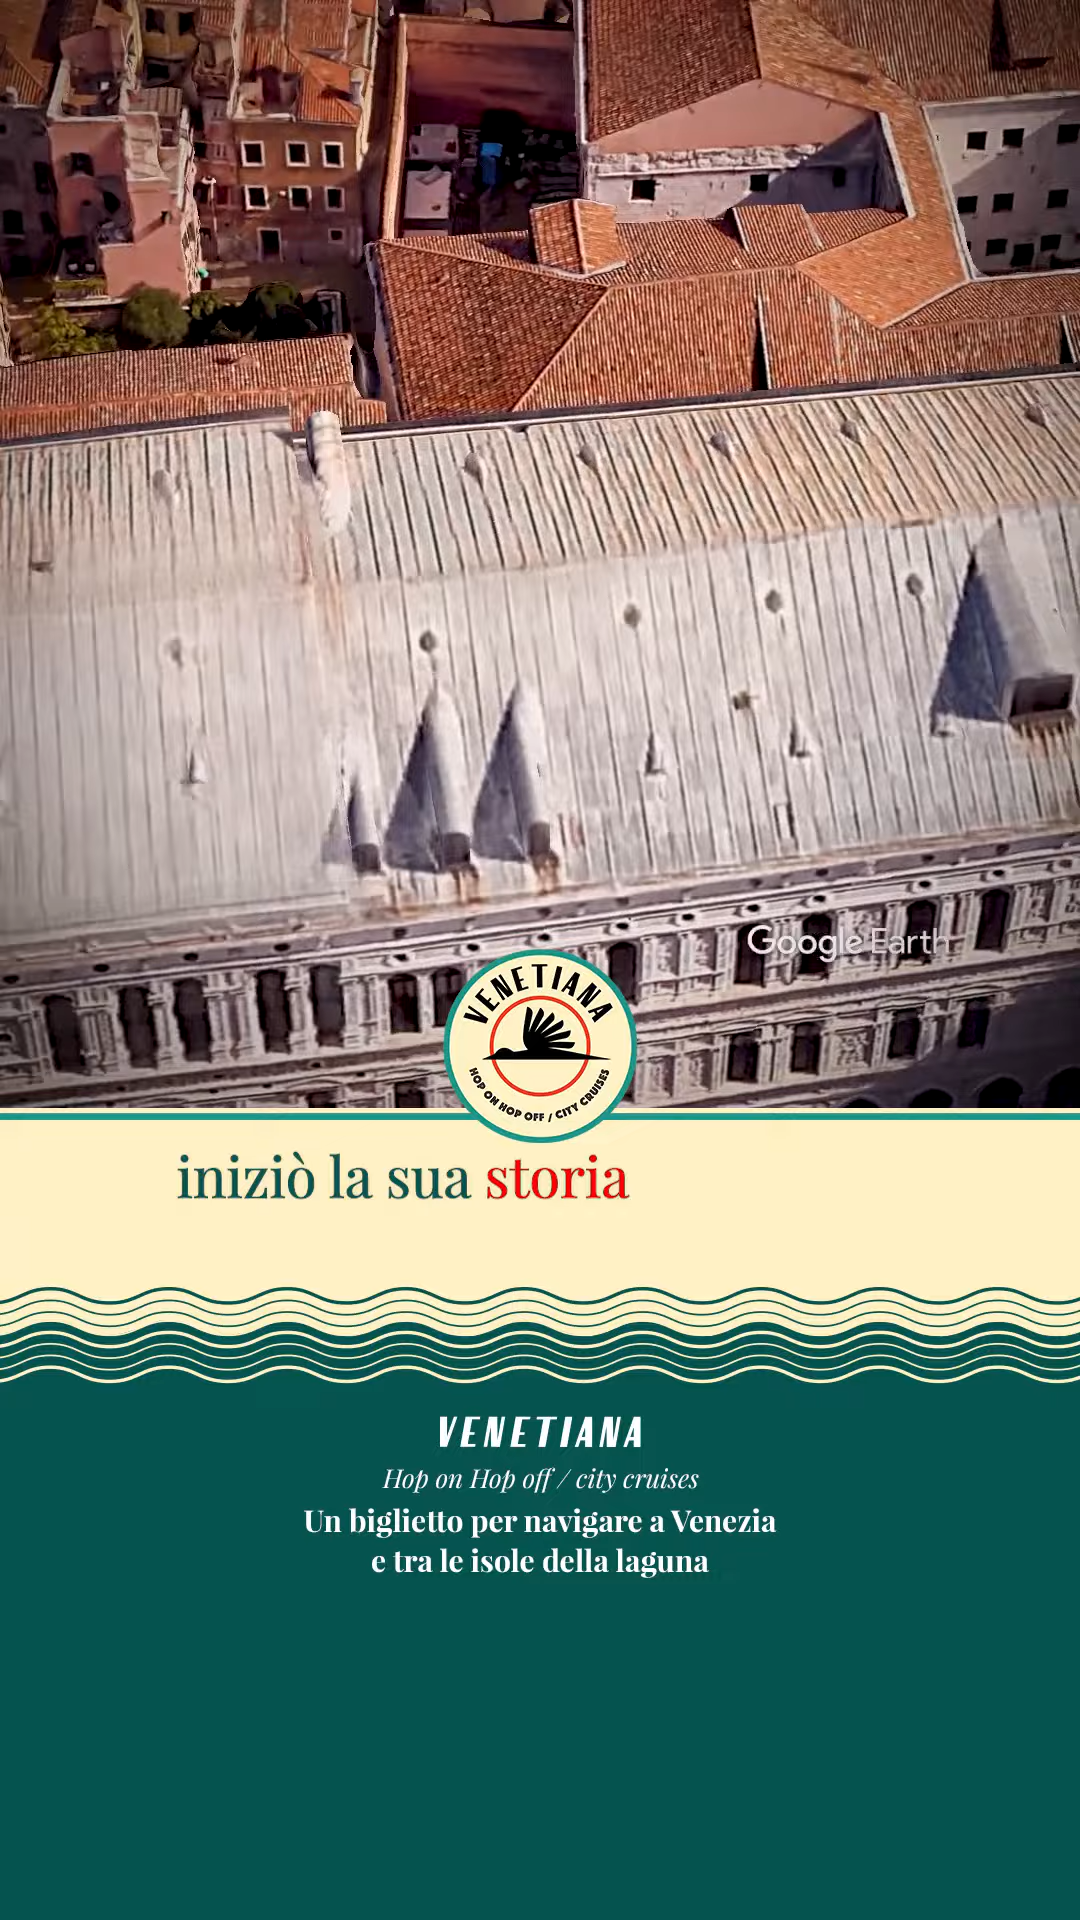 Google Earth
VENETIANA
HOP ON HOP OFF / CITY CRUISES
iniziò la sua storia
VENETIANA
Hop on Hop off / city cruises
Un biglietto per navigare a Venezia
e tra le isole della laguna